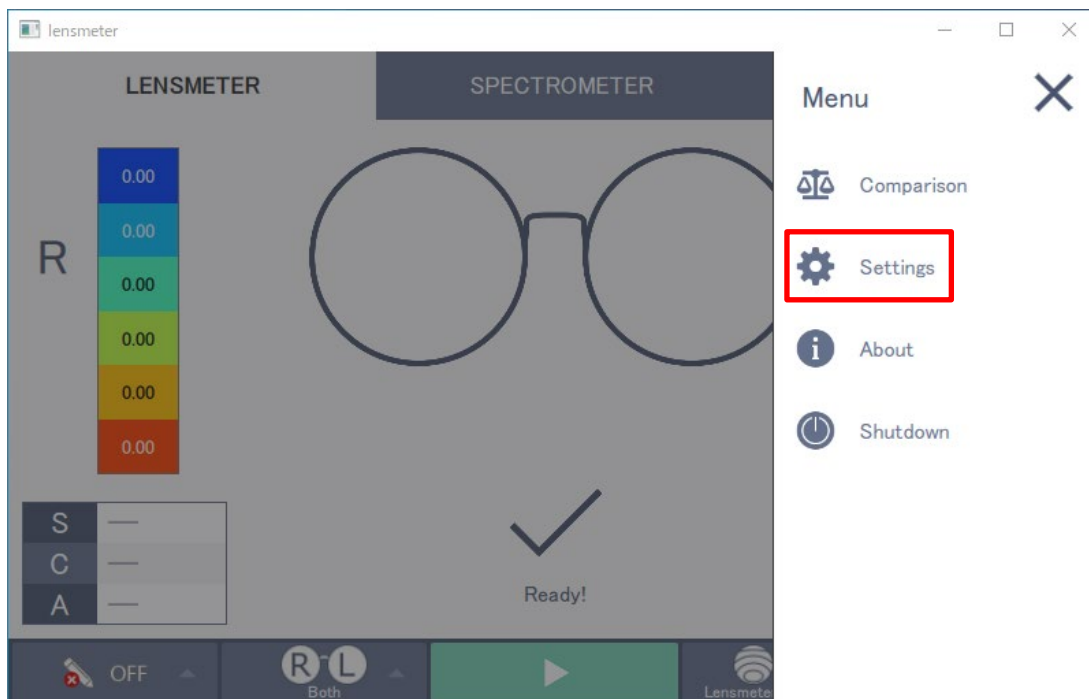 lensmeter
LENSMETER
SPECTROMETER
Menu
Comparison
Settings
About
Shutdown
R
0.00
0.00
0.00
0.00
0.00
0.00
S —
C —
A —
Ready!
OFF
R L
Both
Lensmete